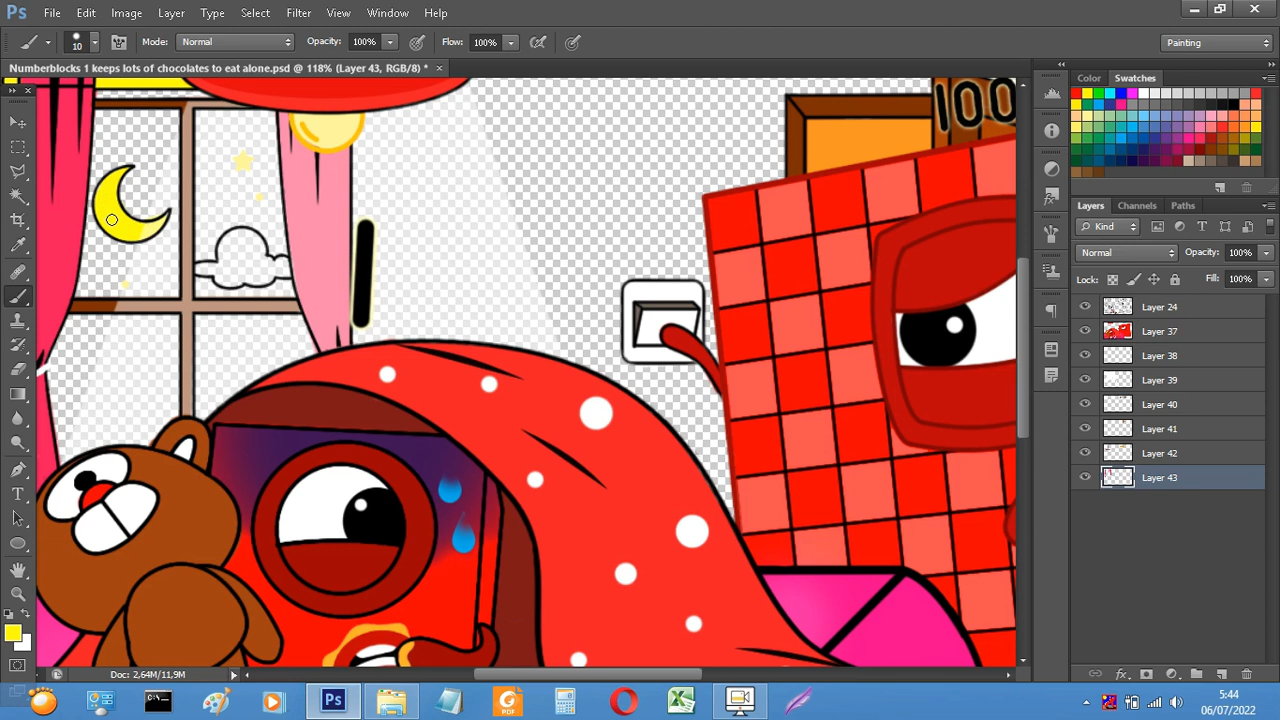 Ps File Edit Image Layer Type Select Filter View Window Help
10 Mode: Normal Opacity: 100% Flow: 100% Painting
Numberblocks 1 keeps lots of chocolates to eat alone.psd @ 118% (Layer 43, RGB/8) *
Color Swatches
100
Layers Channels Paths
Kind
Normal Opacity: 100%
Lock: Fill: 100%
Layer 24
Layer 37
Layer 38
Layer 39
Layer 40
Layer 41
Layer 42
Layer 43
Doc: 2,64M/11,9M
Ps PDF
5:44
06/07/2022